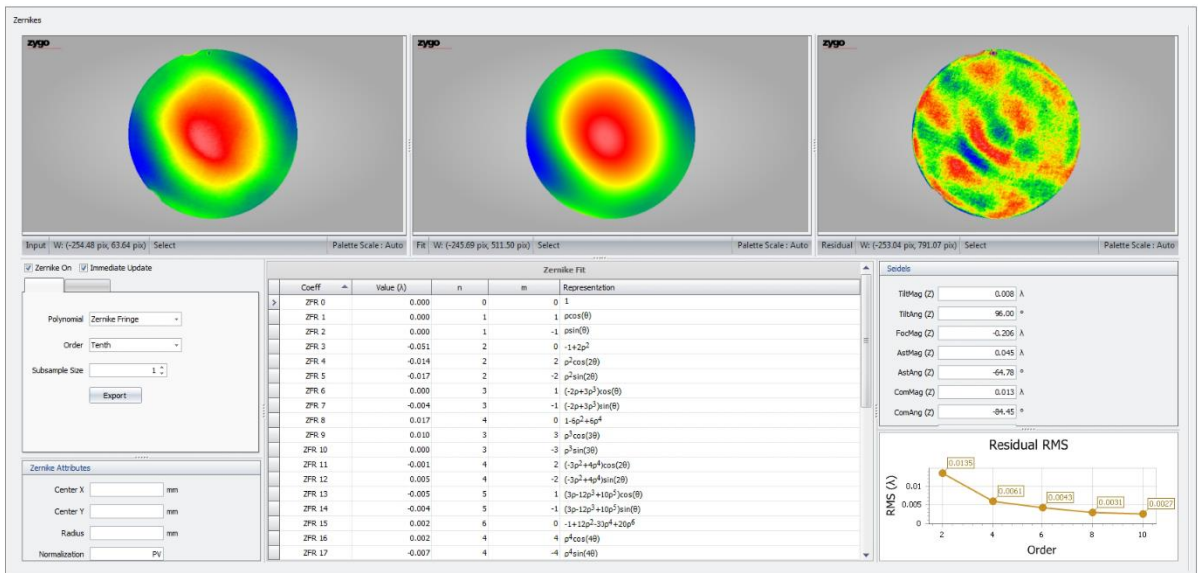 Zernikes
zygo
zygo
zygo
Input W: (-254.48 pix, 63.64 pix) Select Palette Scale : Auto
Fit W: (-245.69 pix, 511.50 pix) Select Palette Scale : Auto
Residual W: (-253.04 pix, 791.07 pix) Select Palette Scale : Auto
Zernike On Immediate Update
Polynomial Zernike Fringe
Order Tenth
Subsample Size 1
Export
Zernike Attributes
Center X mm
Center Y mm
Radius mm
Normalization PV
Zernike Fit
Coeff Value (λ) n m Representation
ZFR 0 0.000 0 0 1
ZFR 1 0.000 1 1 ρcos(θ)
ZFR 2 0.000 1 -1 ρsin(θ)
ZFR 3 -0.051 2 0 -1+2ρ²
ZFR 4 -0.014 2 2 ρ²cos(2θ)
ZFR 5 -0.017 2 -2 ρ²sin(2θ)
ZFR 6 0.000 3 1 (-2ρ+3ρ³)cos(θ)
ZFR 7 -0.004 3 -1 (-2ρ+3ρ³)sin(θ)
ZFR 8 0.017 4 0 1-6ρ²+6ρ⁴
ZFR 9 0.010 3 3 ρ³cos(3θ)
ZFR 10 0.000 3 -3 ρ³sin(3θ)
ZFR 11 -0.001 4 2 (-3ρ²+4ρ⁴)cos(2θ)
ZFR 12 0.005 4 -2 (-3ρ²+4ρ⁴)sin(2θ)
ZFR 13 -0.005 5 1 (3ρ-12ρ³+10ρ⁵)cos(θ)
ZFR 14 -0.004 5 -1 (3ρ-12ρ³+10ρ⁵)sin(θ)
ZFR 15 0.002 6 0 -1+12ρ²-30ρ⁴+20ρ⁶
ZFR 16 0.002 4 4 ρ⁴cos(4θ)
ZFR 17 -0.007 4 -4 ρ⁴sin(4θ)
Seidels
TiltMag (Z) 0.008 λ
TiltAng (Z) 96.00 °
FocMag (Z) -0.206 λ
AstMag (Z) 0.045 λ
AstAng (Z) -64.78 °
ComMag (Z) 0.013 λ
ComAng (Z) -84.45 °
Residual RMS
0.0135
0.0061
0.0043
0.0031
0.0027
RMS (λ)
0.01
0.005
0
2 4 6 8 10
Order